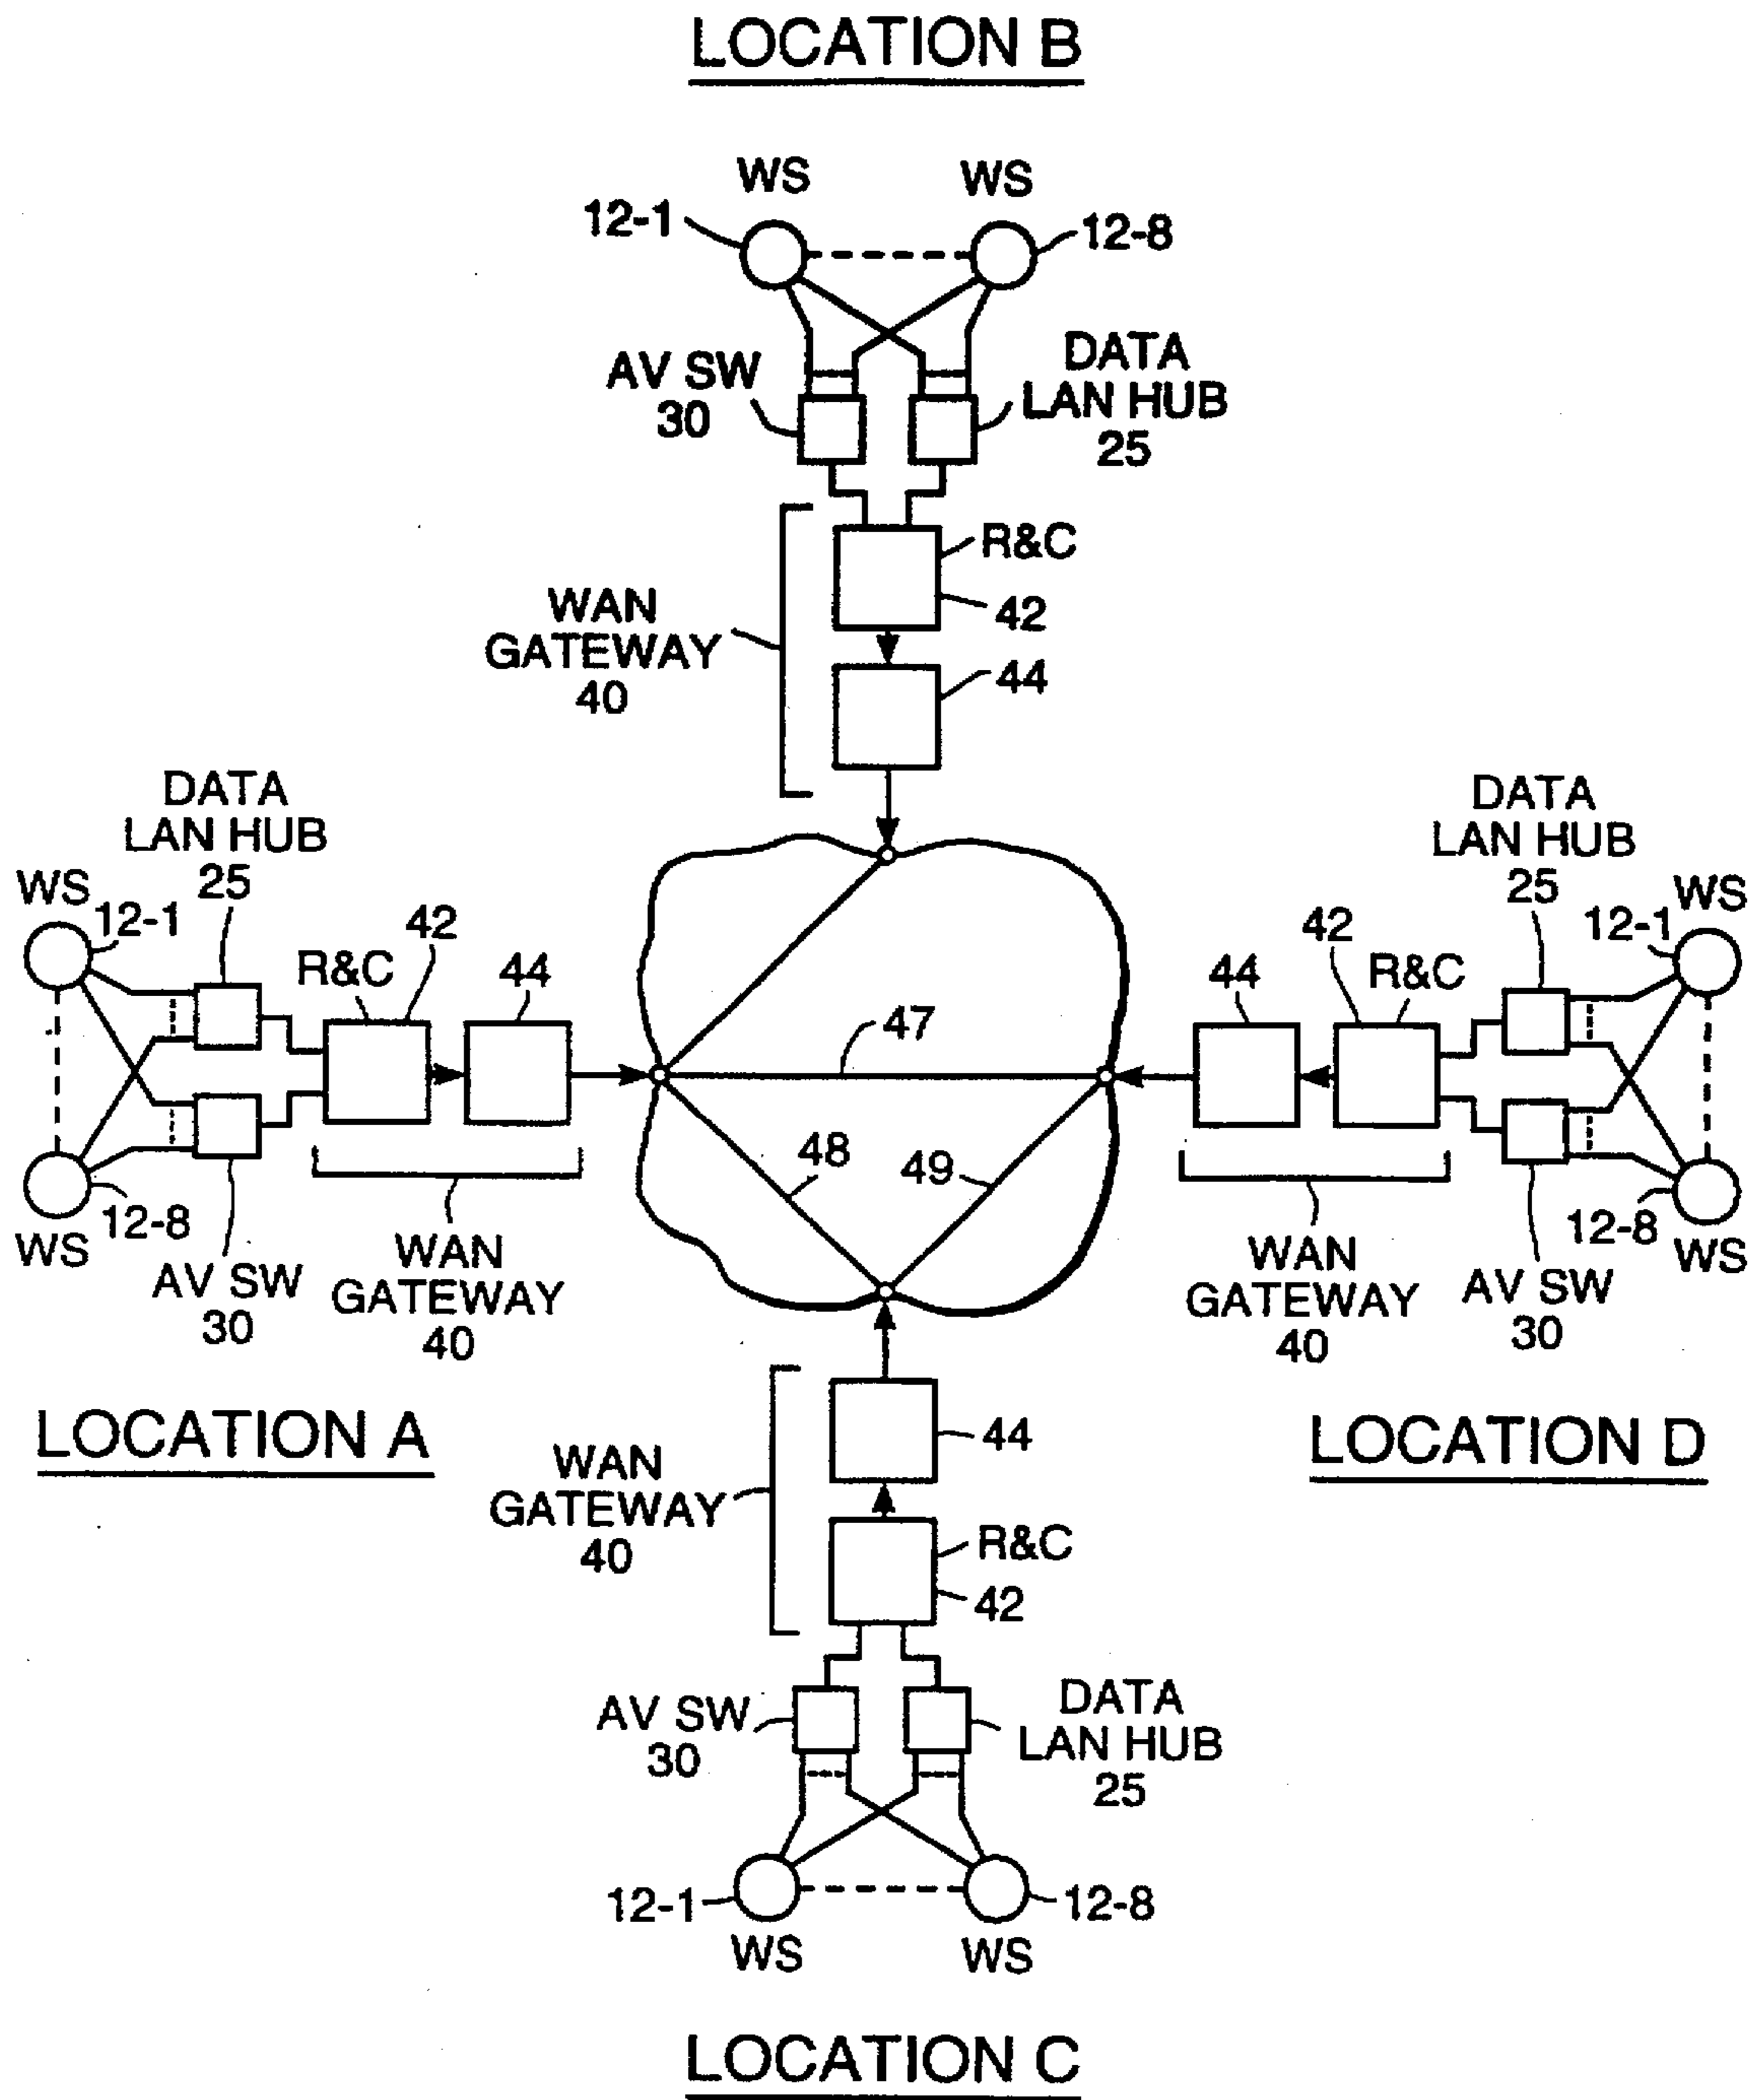 LOCATION B
WS WS
12-1 12-8
AV SW
30
DATA
LAN HUB
25
R&C
42
WAN
GATEWAY
40
44
DATA
LAN HUB
25
WS
12-1
R&C
42
44
12-8
WS
AV SW
30
WAN
GATEWAY
40
LOCATION A
47
48
49
DATA
LAN HUB
25
WS
12-1
42
R&C
44
12-8
WS
WAN
GATEWAY
40
AV SW
30
LOCATION D
44
WAN
GATEWAY
40
R&C
42
AV SW
30
DATA
LAN HUB
25
12-1 12-8
WS WS
LOCATION C